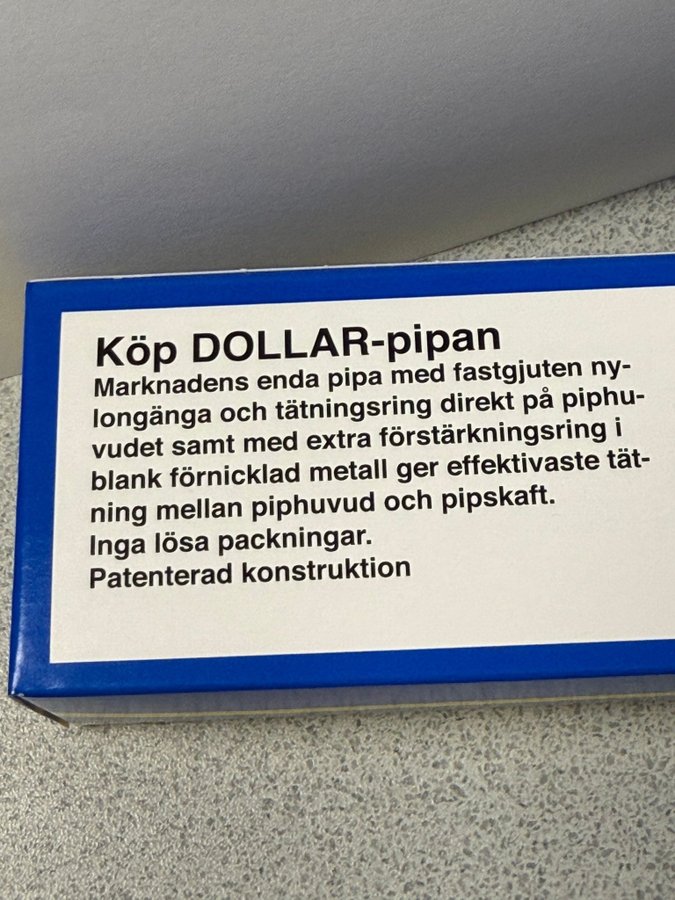 Köp DOLLAR-pipan
Marknadens enda pipa med fastgjuten ny-
longänga och tätningsring direkt på piphu-
vudet samt med extra förstärkningsring i
blank förnicklad metall ger effektivaste tät-
ning mellan piphuvud och pipskaft.
Inga lösa packningar.
Patenterad konstruktion